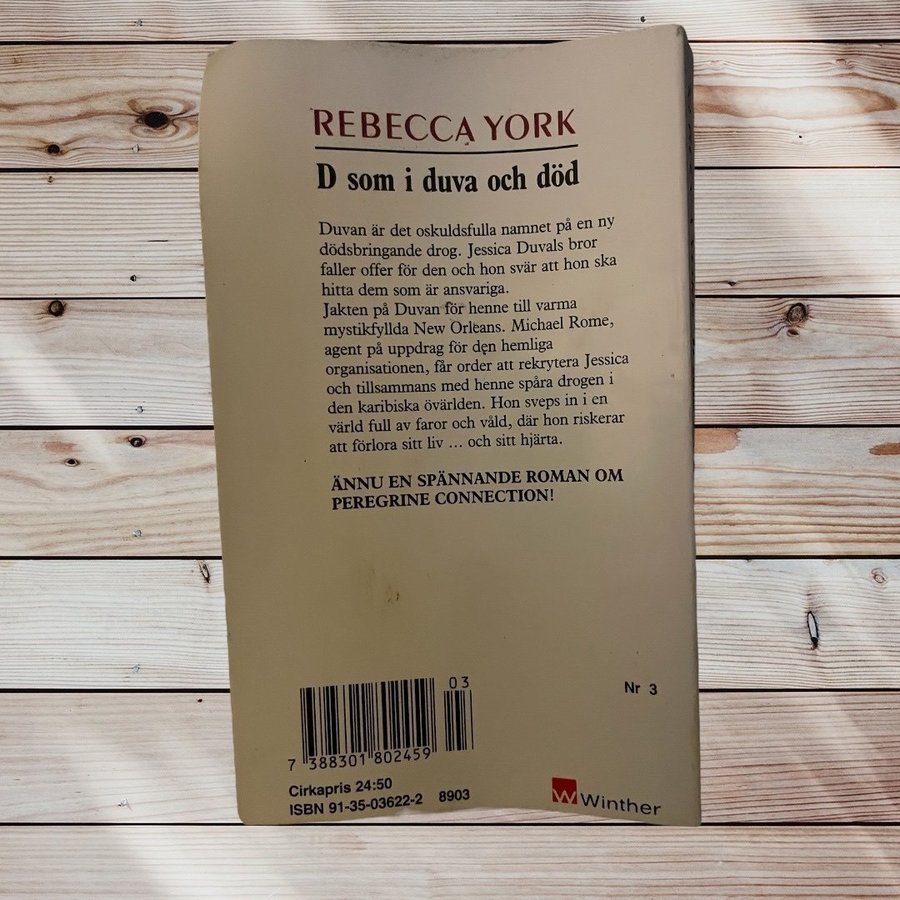 REBECCA YORK
D som i duva och död
Duvan är det oskuldsfulla namnet på en ny
dödsbringande drog. Jessica Duvals bror
faller offer för den och hon svär att hon ska
hitta dem som är ansvariga.
Jakten på Duvan för henne till varma
mystikfyllda New Orleans. Michael Rome,
agent på uppdrag för den hemliga
organisationen, får order att rekrytera Jessica
och tillsammans med henne spåra drogen i
den karibiska övärlden. Hon sveps in i en
värld full av faror och våld, där hon riskerar
att förlora sitt liv ... och sitt hjärta.
ÄNNU EN SPÄNNANDE ROMAN OM
PEREGRINE CONNECTION!
03
Nr 3
7 388301 802459
Cirkapris 24:50
ISBN 91-35-03622-2 8903
W Winther